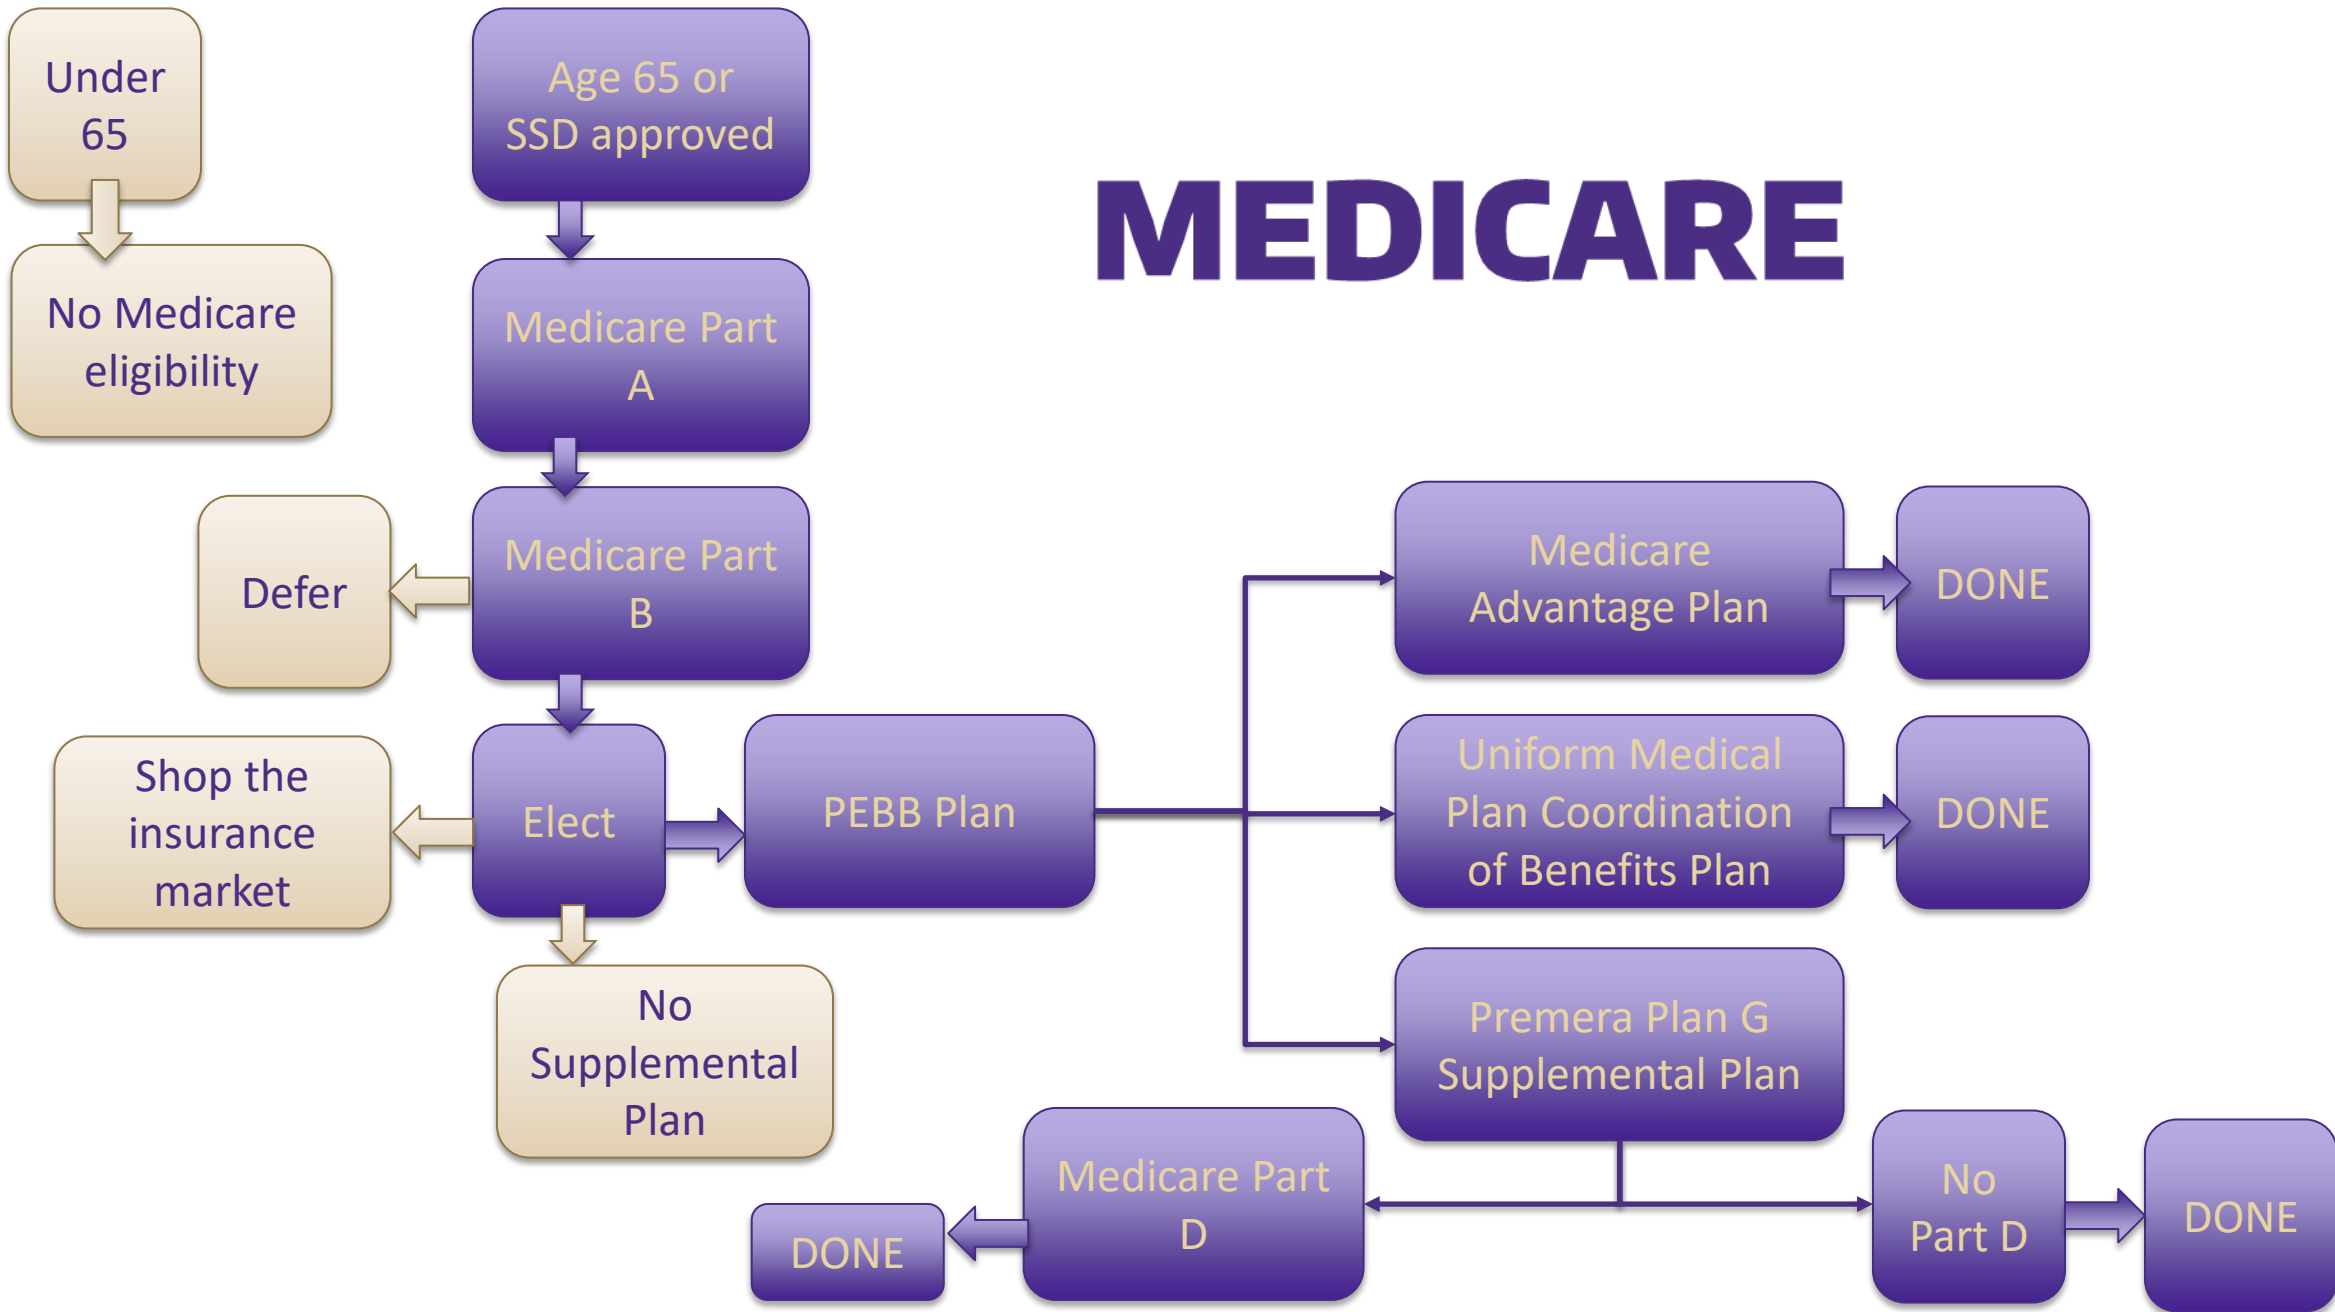 Under
65
Age 65 or
SSD approved
MEDICARE
No Medicare
eligibility
Medicare Part
A
Defer
Medicare Part
B
Medicare
Advantage Plan
DONE
Shop the
insurance
market
Elect
PEBB Plan
Uniform Medical
Plan Coordination
of Benefits Plan
DONE
No
Supplemental
Plan
Premera Plan G
Supplemental Plan
DONE
Medicare Part
D
No
Part D
DONE